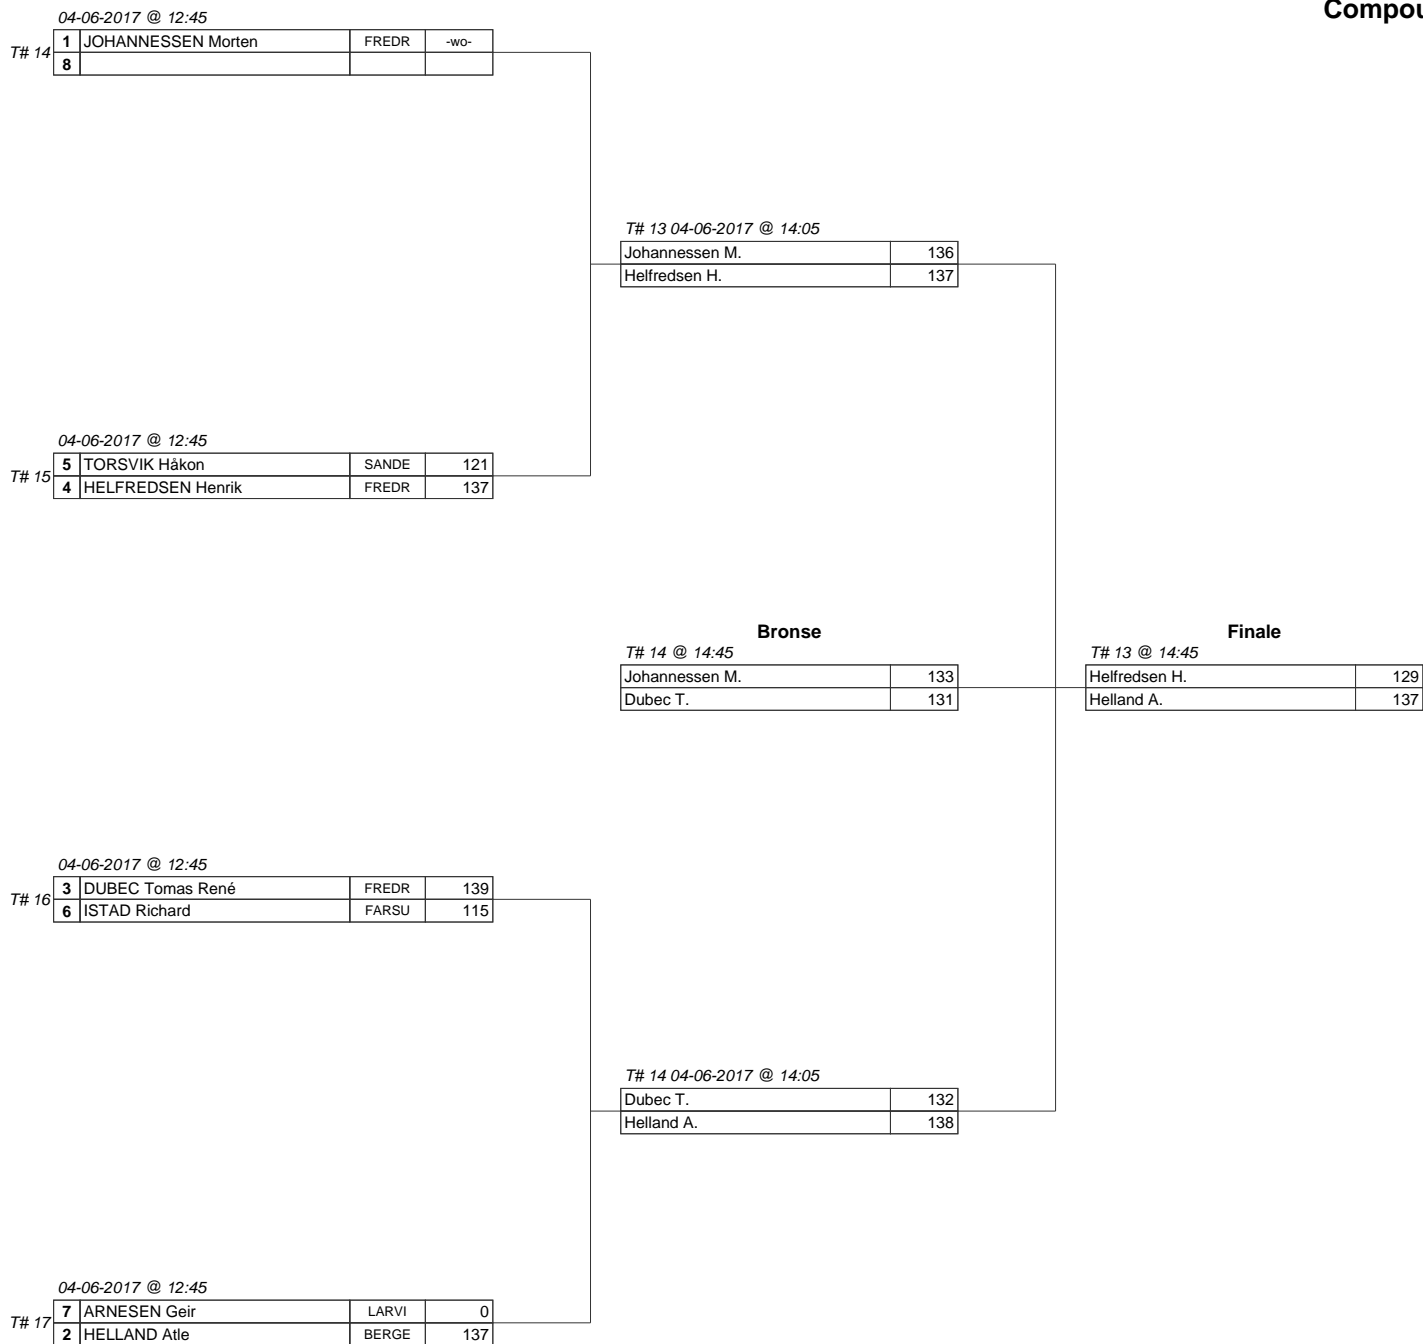 Compou
04-06-2017 @ 12:45
T# 14
1 JOHANNESSEN Morten FREDR -wo-
8
T# 13 04-06-2017 @ 14:05
Johannessen M. 136
Helfredsen H. 137
04-06-2017 @ 12:45
T# 15
5 TORSVIK Håkon SANDE 121
4 HELFREDSEN Henrik FREDR 137
Bronse
T# 14 @ 14:45
Johannessen M. 133
Dubec T. 131
Finale
T# 13 @ 14:45
Helfredsen H. 129
Helland A. 137
04-06-2017 @ 12:45
T# 16
3 DUBEC Tomas René FREDR 139
6 ISTAD Richard FARSU 115
T# 14 04-06-2017 @ 14:05
Dubec T. 132
Helland A. 138
04-06-2017 @ 12:45
T# 17
7 ARNESEN Geir LARVI 0
2 HELLAND Atle BERGE 137